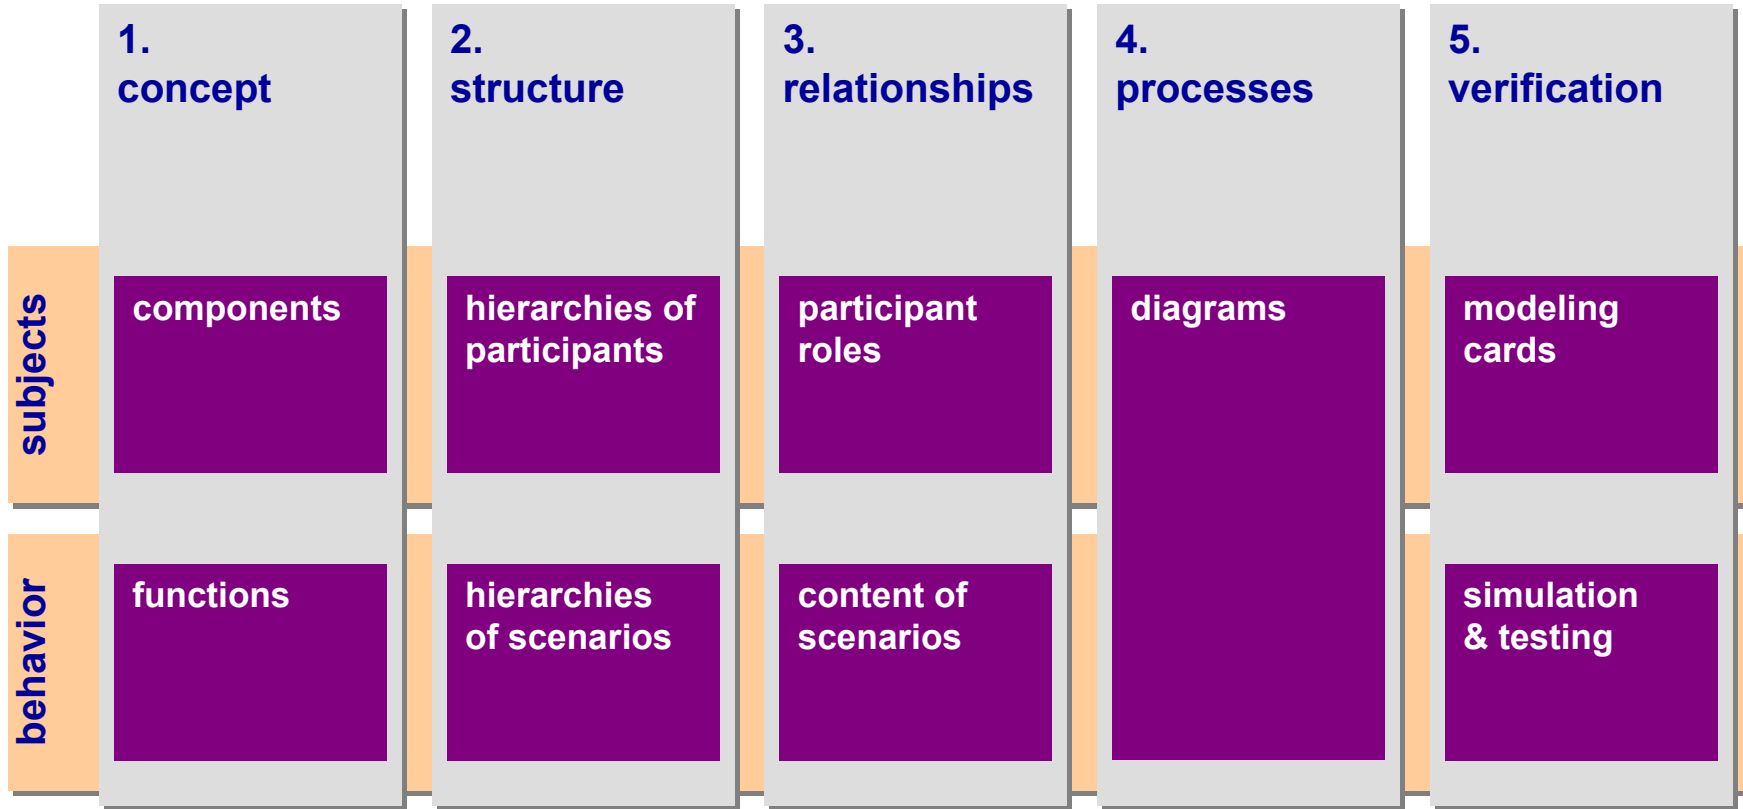 1.
concept
2.
structure
3.
relationships
4.
processes
5.
verification
subjects
components
hierarchies of
participants
participant
roles
diagrams
modeling
cards
behavior
functions
hierarchies
of scenarios
content of
scenarios
simulation
& testing